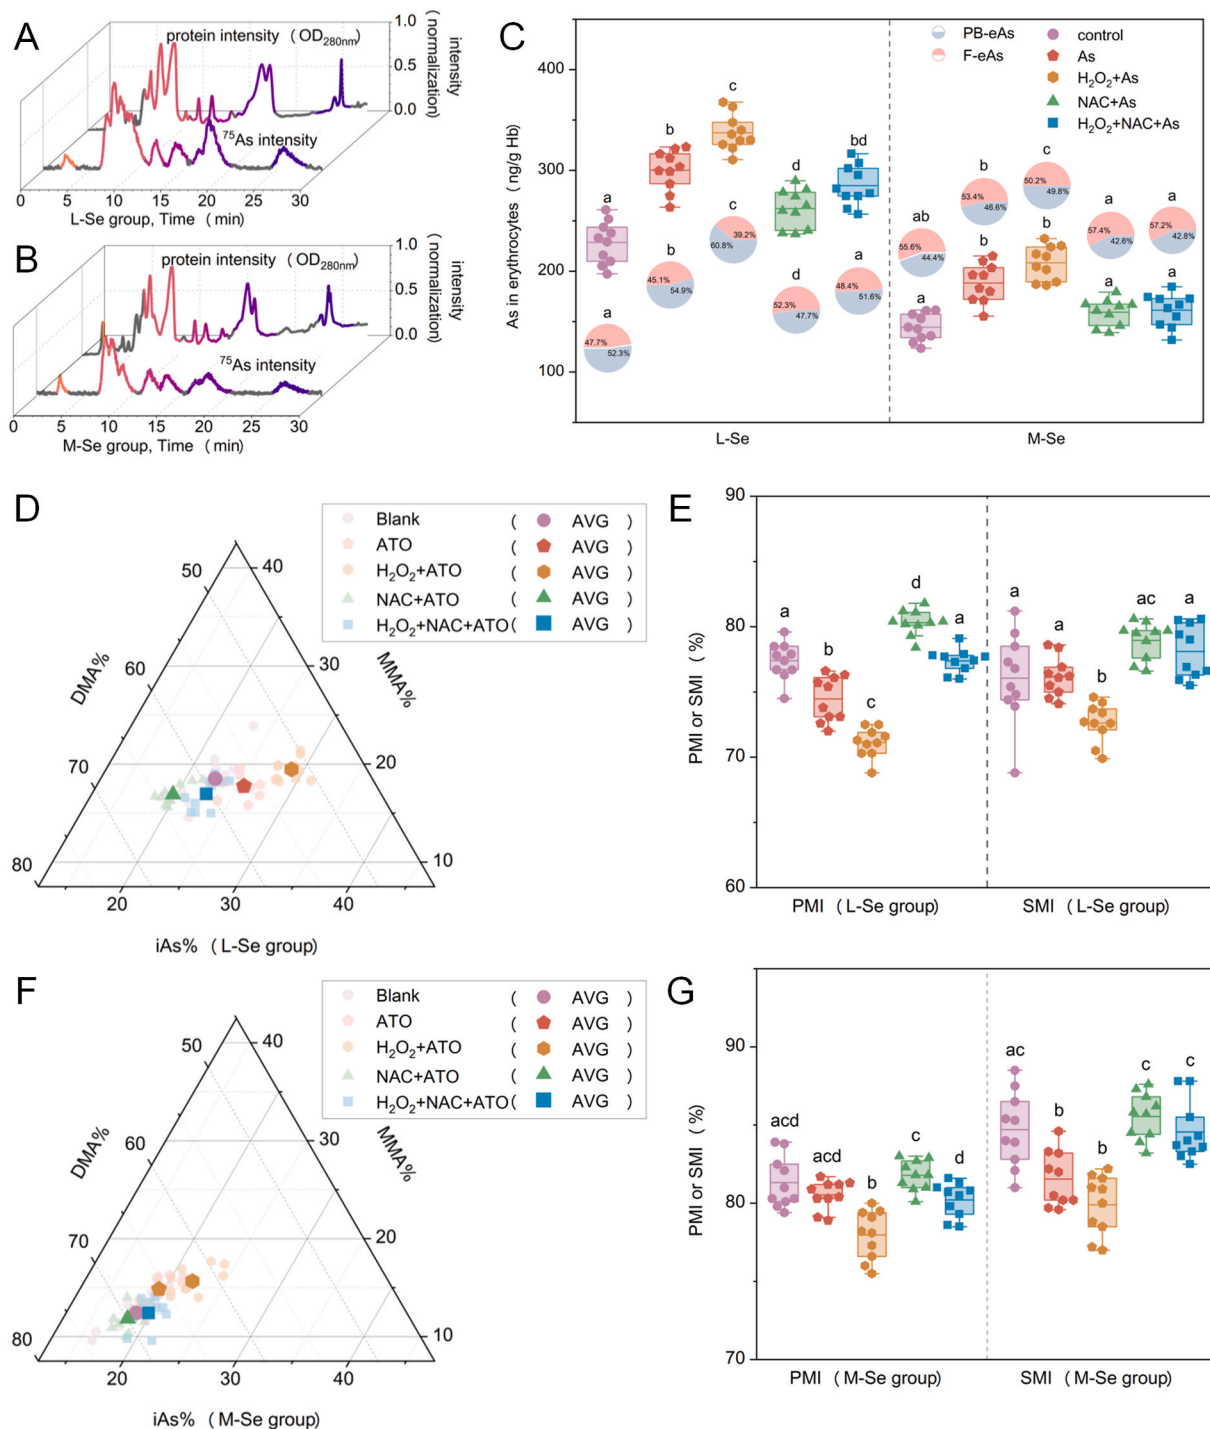 A
protein intensity (OD280nm)
75As intensity
1.0
0.5
0.0
intensity
(normalization)
0 5 10 15 20 25 30
L-Se group, Time (min)
B
protein intensity (OD280nm)
75As intensity
1.0
0.5
0.0
intensity
(normalization)
0 5 10 15 20 25 30
M-Se group, Time (min)
C
As in erythrocytes (ng/g Hb)
400
300
200
100
PB-eAs
F-eAs
control
As
H2O2+As
NAC+As
H2O2+NAC+As
a b c d bd
a b c d a
47.7% 52.3%
45.1% 54.9%
39.2% 60.8%
52.3% 47.7%
48.4% 51.6%
ab b c a a
55.6% 44.4%
53.4% 46.6%
50.2% 49.8%
57.4% 42.6%
57.2% 42.8%
a b b a a
L-Se M-Se
D
Blank ( AVG )
ATO ( AVG )
H2O2+ATO ( AVG )
NAC+ATO ( AVG )
H2O2+NAC+ATO( AVG )
50 60 70 80
DMA%
40 30 20 10
MMA%
20 30 40
iAs% (L-Se group)
E
PMI or SMI (%)
90
80
70
60
a b c d a
a a b ac a
PMI (L-Se group) SMI (L-Se group)
F
Blank ( AVG )
ATO ( AVG )
H2O2+ATO ( AVG )
NAC+ATO ( AVG )
H2O2+NAC+ATO( AVG )
50 60 70 80
DMA%
40 30 20 10
MMA%
20 30 40
iAs% (M-Se group)
G
PMI or SMI (%)
90
80
70
acd acd b c d
ac b b c c
PMI (M-Se group) SMI (M-Se group)